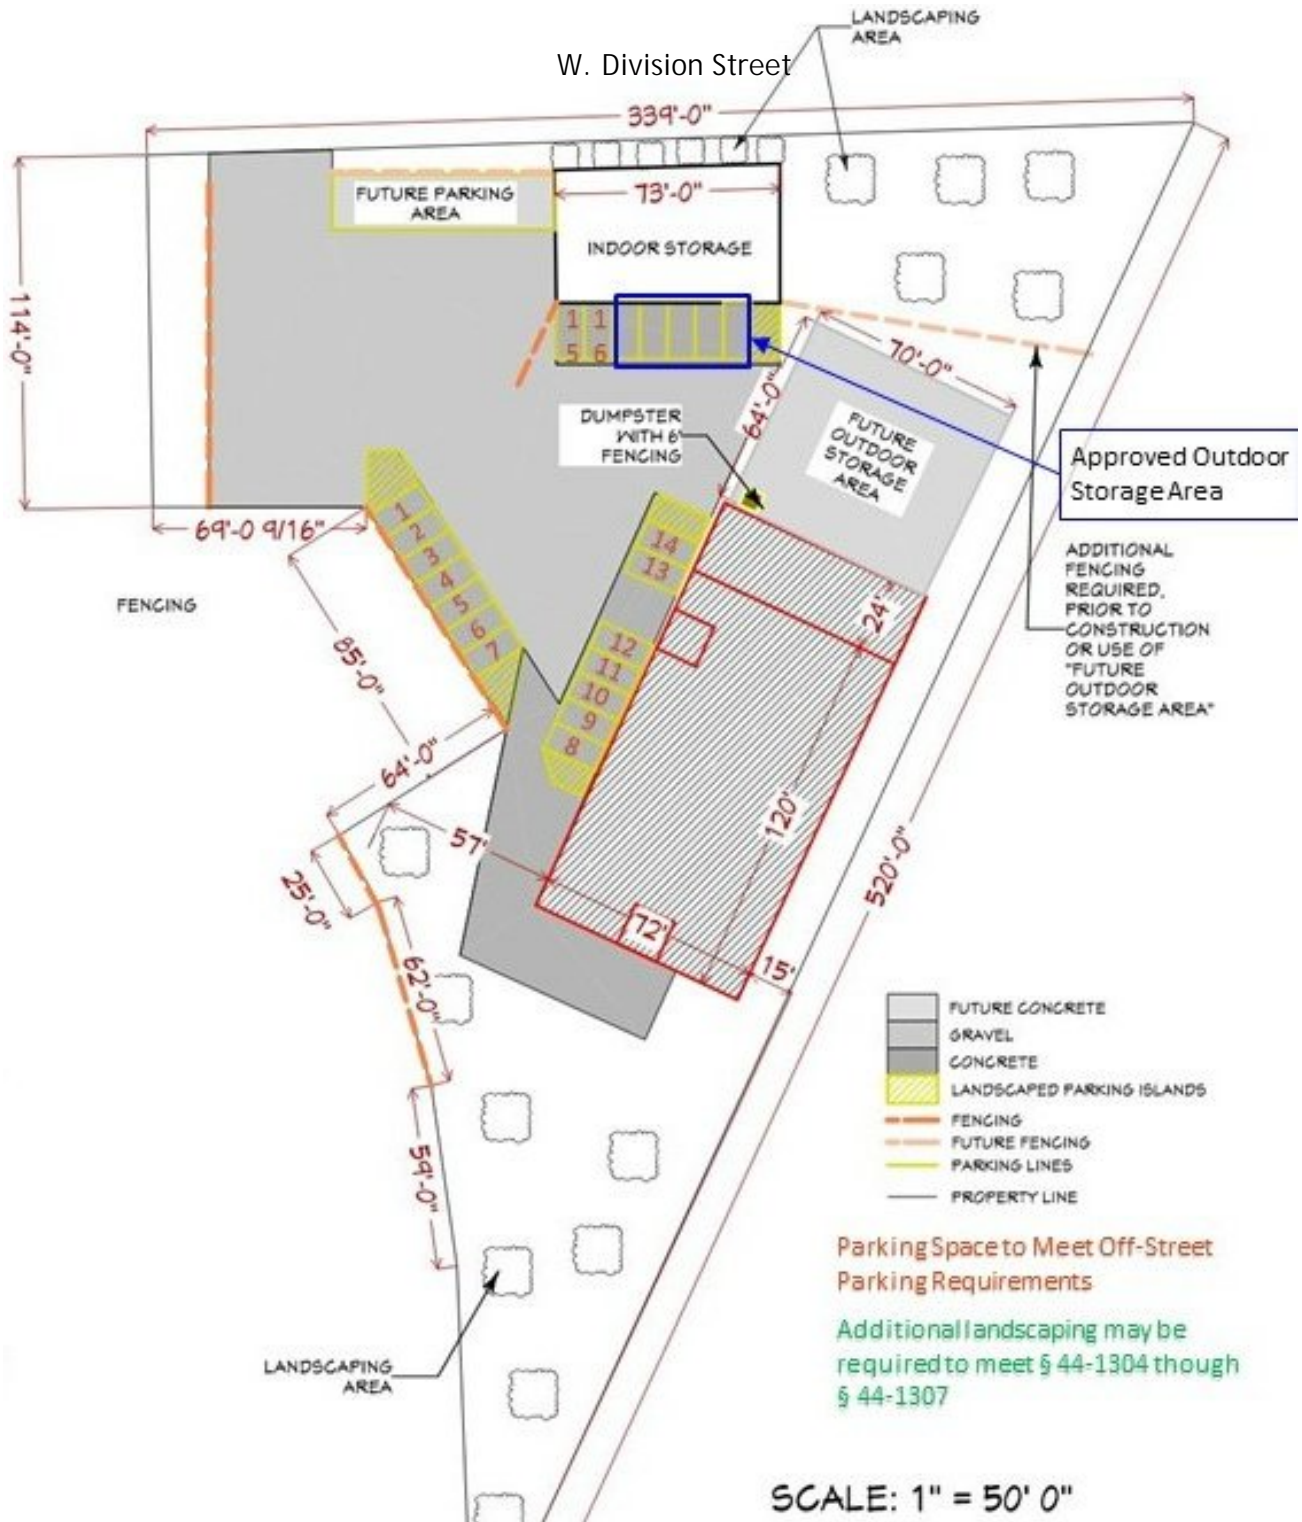 LANDSCAPING
AREA
W. Division Street
339'-0"
FUTURE PARKING
AREA
73'-0"
INDOOR STORAGE
114'-0"
1 1
5 6
70'-0"
64'-0"
DUMPSTER
WITH 6'
FENCING
FUTURE
OUTDOOR
STORAGE
AREA
Approved Outdoor
Storage Area
69'-0 9/16"
1
2
3
4
5
6
7
14
13
12
11
10
9
8
ADDITIONAL
FENCING
REQUIRED,
PRIOR TO
CONSTRUCTION
OR USE OF
"FUTURE
OUTDOOR
STORAGE AREA"
FENCING
24'
85'-0"
64'-0"
120'
57'
520'-0"
25'-0"
72'
15'
62'-0"
59'-0"
FUTURE CONCRETE
GRAVEL
CONCRETE
LANDSCAPED PARKING ISLANDS
FENCING
FUTURE FENCING
PARKING LINES
PROPERTY LINE
Parking Space to Meet Off-Street
Parking Requirements
Additional landscaping may be
required to meet § 44-1304 though
§ 44-1307
LANDSCAPING
AREA
SCALE: 1" = 50' 0"